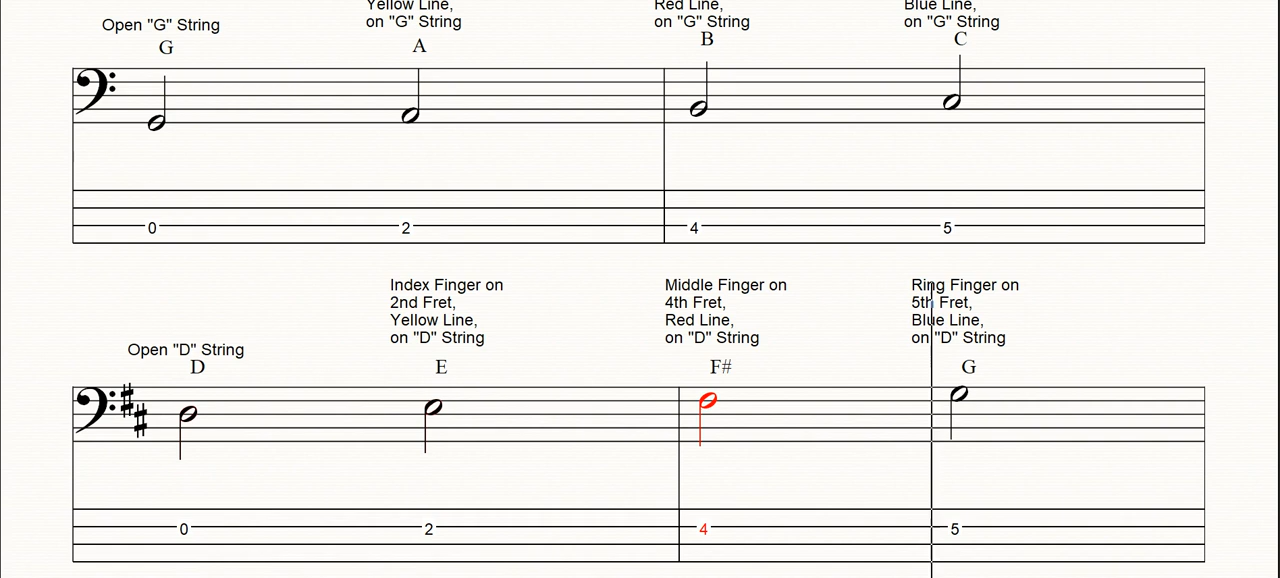 Yellow Line,
on "G" String
Red Line,
on "G" String
Blue Line,
on "G" String
Open "G" String
G
A
B
C
0
2
4
5
Index Finger on
2nd Fret,
Yellow Line,
on "D" String
Middle Finger on
4th Fret,
Red Line,
on "D" String
Ring Finger on
5th Fret,
Blue Line,
on "D" String
Open "D" String
D
E
F#
G
0
2
4
5